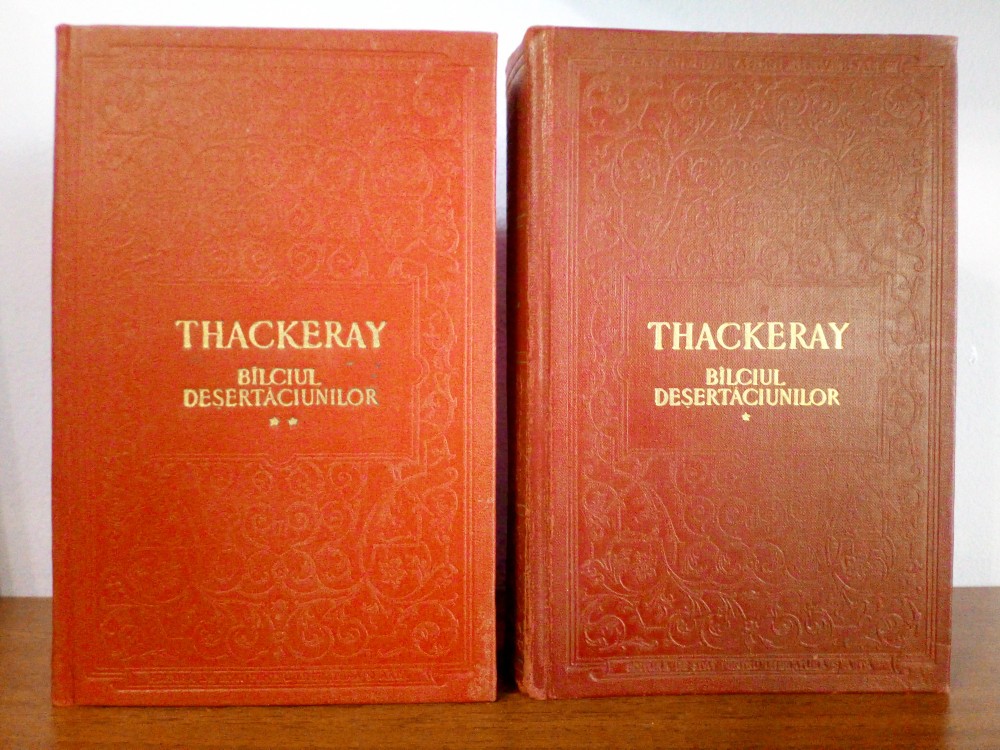 THACKERAY
BÎLCIUL
DEȘERTĂCIUNILOR
* *
THACKERAY
BÎLCIUL
DEȘERTĂCIUNILOR
*